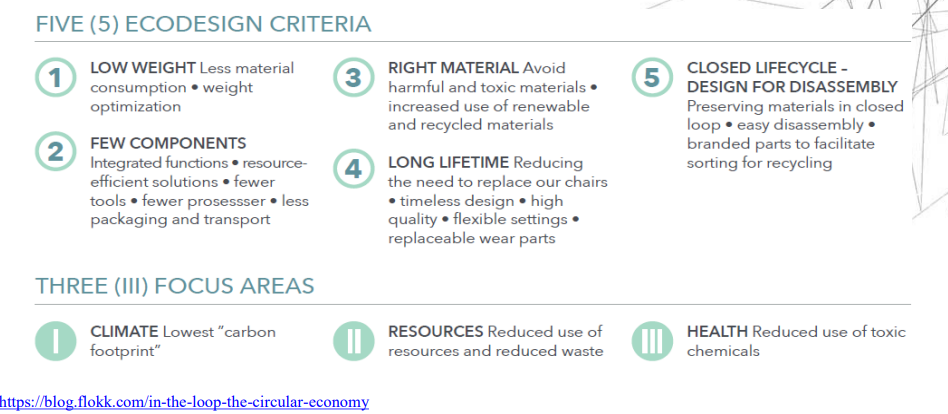 FIVE (5) ECODESIGN CRITERIA
1
LOW WEIGHT Less material
consumption • weight
optimization
2
FEW COMPONENTS
Integrated functions • resource-
efficient solutions • fewer
tools • fewer prosessser • less
packaging and transport
3
RIGHT MATERIAL Avoid
harmful and toxic materials •
increased use of renewable
and recycled materials
4
LONG LIFETIME Reducing
the need to replace our chairs
• timeless design • high
quality • flexible settings •
replaceable wear parts
5
CLOSED LIFECYCLE –
DESIGN FOR DISASSEMBLY
Preserving materials in closed
loop • easy disassembly •
branded parts to facilitate
sorting for recycling
THREE (III) FOCUS AREAS
I
CLIMATE Lowest “carbon
footprint”
II
RESOURCES Reduced use of
resources and reduced waste
III
HEALTH Reduced use of toxic
chemicals
https://blog.flokk.com/in-the-loop-the-circular-economy